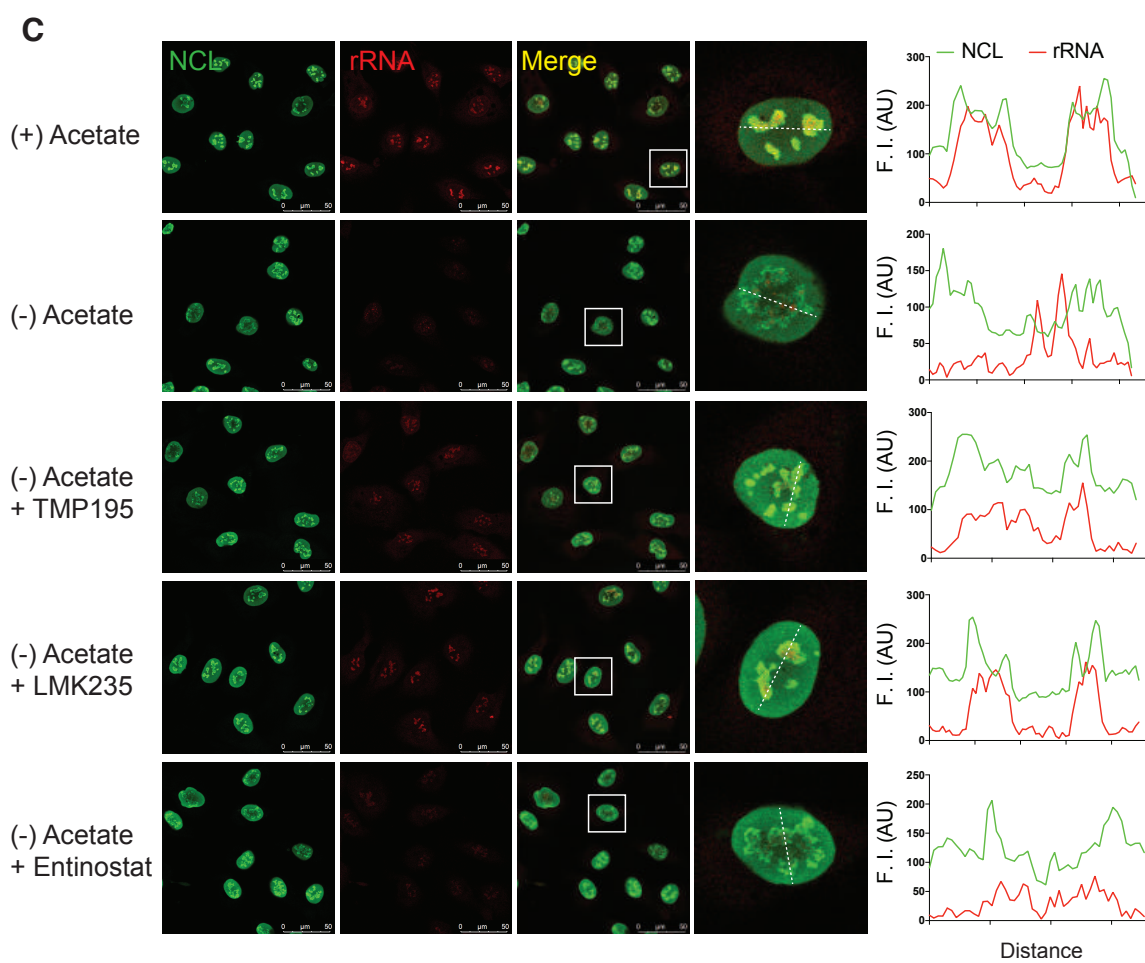 C
NCL rRNA Merge
NCL rRNA
(+) Acetate
0 µm 50 0 µm 50 0 µm 50
F. I. (AU)
300
200
100
0
(-) Acetate
0 µm 50 0 µm 50 0 µm 50
F. I. (AU)
200
150
100
50
0
(-) Acetate
+ TMP195
0 µm 50 0 µm 50 0 µm 50
F. I. (AU)
300
200
100
0
(-) Acetate
+ LMK235
0 µm 50 0 µm 50 0 µm 50
F. I. (AU)
300
200
100
0
(-) Acetate
+ Entinostat
0 µm 50 0 µm 50 0 µm 50
F. I. (AU)
250
200
150
100
50
0
Distance